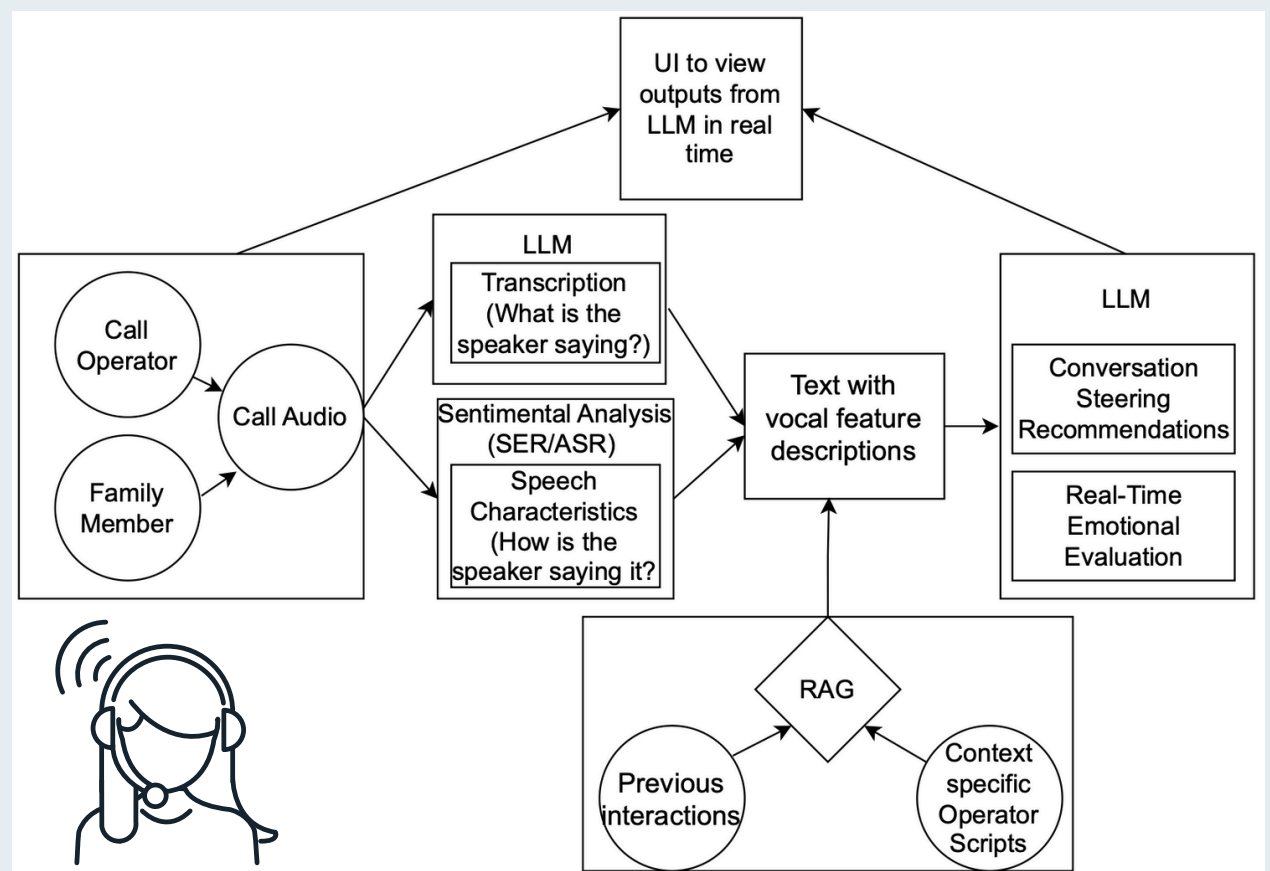 UI to view
outputs from
LLM in real
time
LLM
Transcription
(What is the
speaker saying?)
Call
Operator
Call Audio
Family
Member
Sentimental Analysis
(SER/ASR)
Speech
Characteristics
(How is the
speaker saying it?
Text with
vocal feature
descriptions
LLM
Conversation
Steering
Recommendations
Real-Time
Emotional
Evaluation
RAG
Previous
interactions
Context
specific
Operator
Scripts